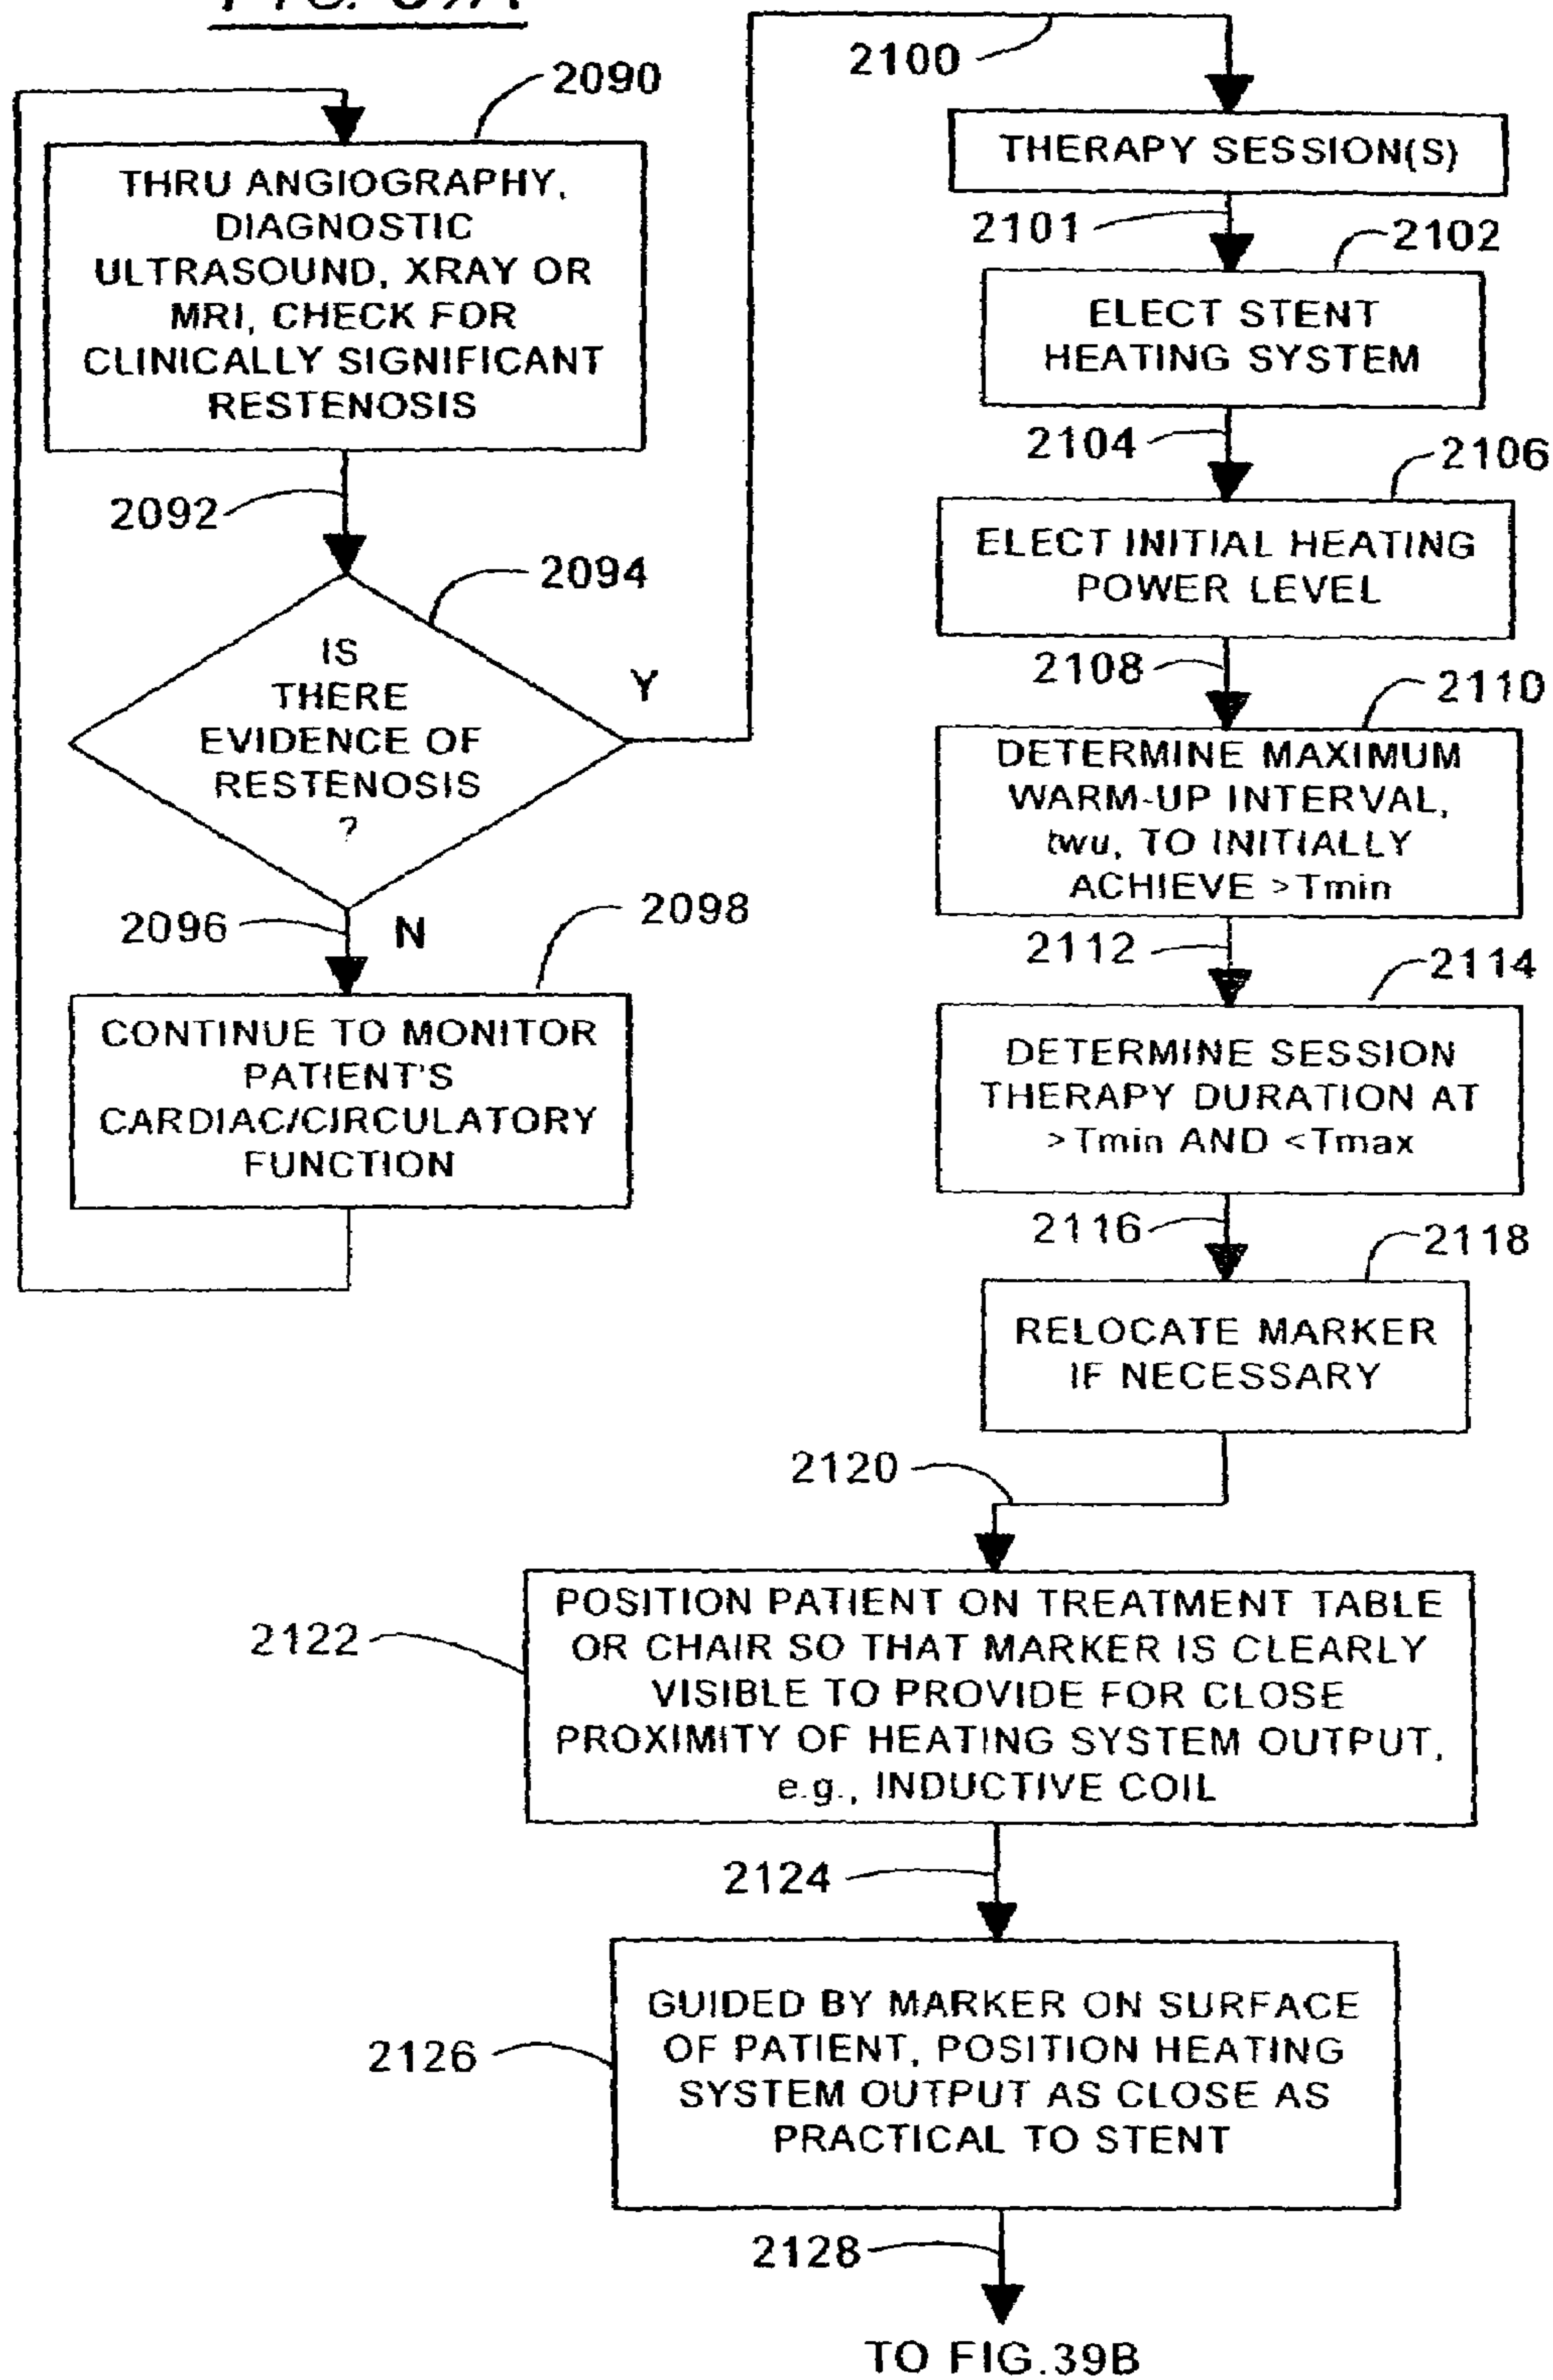 2090
THRU ANGIOGRAPHY,
DIAGNOSTIC
ULTRASOUND, XRAY OR
MRI, CHECK FOR
CLINICALLY SIGNIFICANT
RESTENOSIS
2092
2094
IS
THERE
EVIDENCE OF
RESTENOSIS
?
Y
2096
N
2098
CONTINUE TO MONITOR
PATIENT'S
CARDIAC/CIRCULATORY
FUNCTION
2100
THERAPY SESSION(S)
2101
2102
ELECT STENT
HEATING SYSTEM
2104
2106
ELECT INITIAL HEATING
POWER LEVEL
2108
2110
DETERMINE MAXIMUM
WARM-UP INTERVAL,
twu, TO INITIALLY
ACHIEVE >Tmin
2112
2114
DETERMINE SESSION
THERAPY DURATION AT
>Tmin AND <Tmax
2116
2118
RELOCATE MARKER
IF NECESSARY
2120
2122
POSITION PATIENT ON TREATMENT TABLE
OR CHAIR SO THAT MARKER IS CLEARLY
VISIBLE TO PROVIDE FOR CLOSE
PROXIMITY OF HEATING SYSTEM OUTPUT,
e.g., INDUCTIVE COIL
2124
2126
GUIDED BY MARKER ON SURFACE
OF PATIENT, POSITION HEATING
SYSTEM OUTPUT AS CLOSE AS
PRACTICAL TO STENT
2128
TO FIG.39B